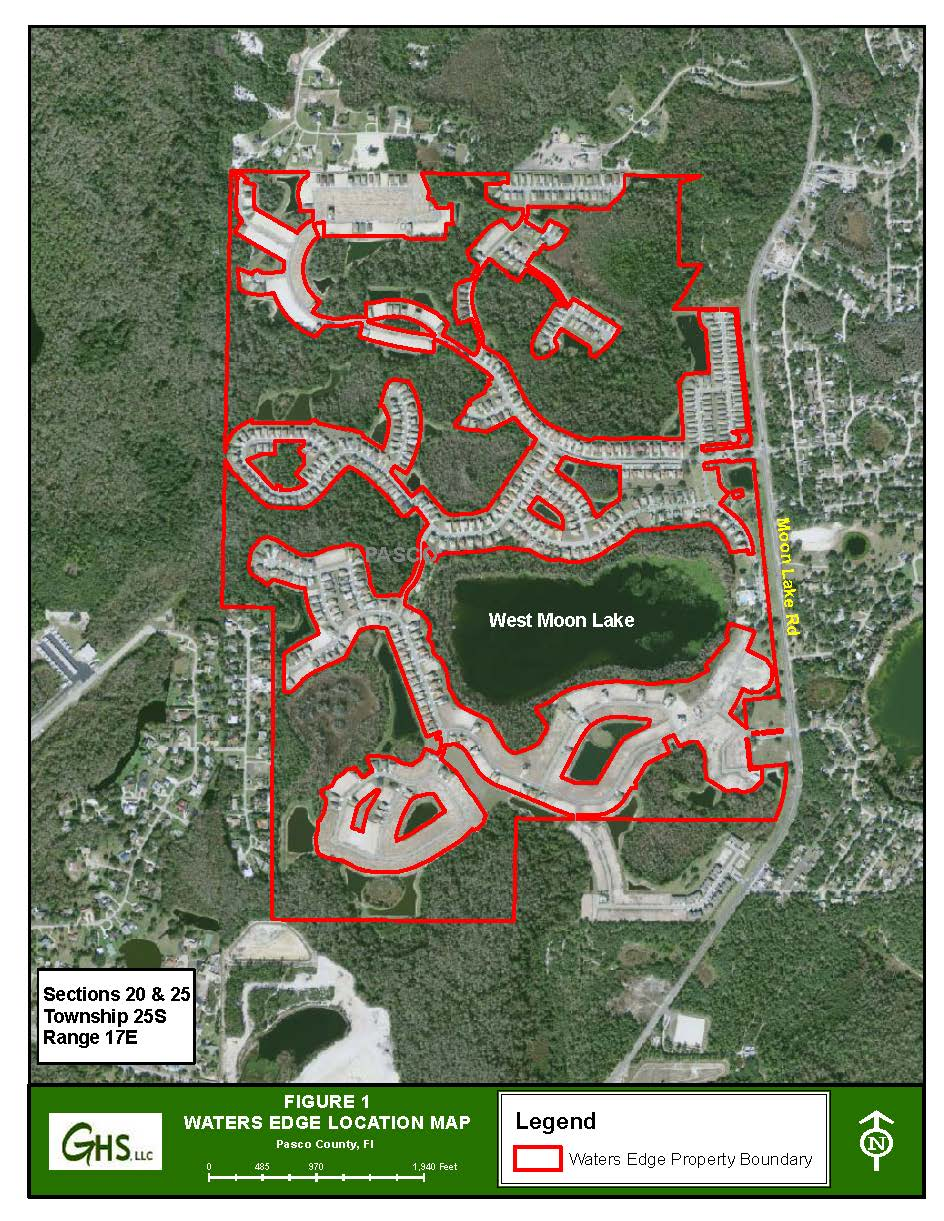 PASCO
Moon Lake Rd
West Moon Lake
Sections 20 & 25
Township 25S
Range 17E
GHS, LLC
FIGURE 1
WATERS EDGE LOCATION MAP
Pasco County, Fl
0 485 970 1,940 Feet
Legend
Waters Edge Property Boundary
N